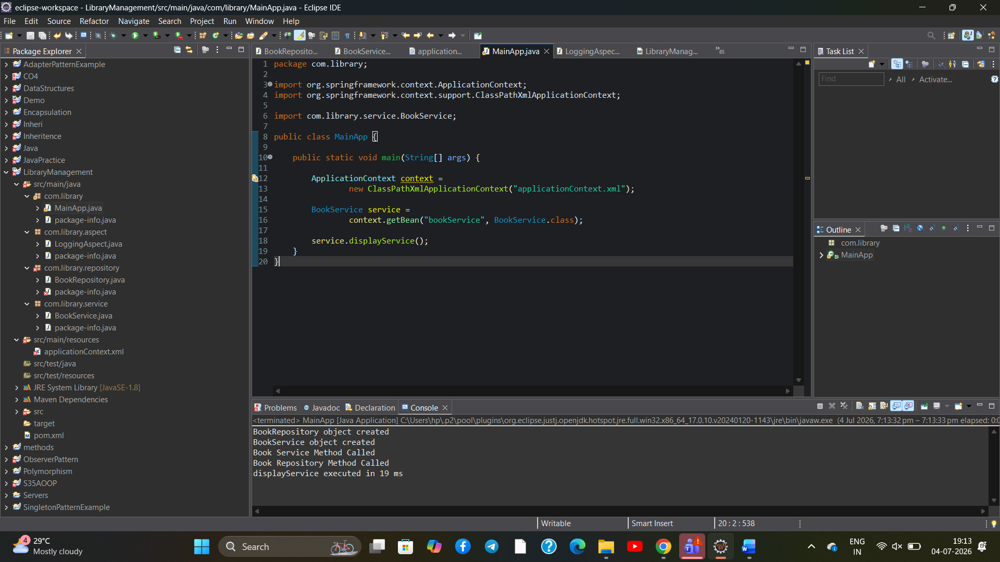 eclipse-workspace - LibraryManagement/src/main/java/com/library/MainApp.java - Eclipse IDE
File Edit Source Refactor Navigate Search Project Run Window Help
Package Explorer
AdapterPatternExample
CO4
DataStructures
Demo
Encapsulation
Inheri
Inheritence
Java
JavaPractice
LibraryManagement
src/main/java
com.library
MainApp.java
package-info.java
com.library.aspect
LoggingAspect.java
package-info.java
com.library.repository
BookRepository.java
package-info.java
com.library.service
BookService.java
package-info.java
src/main/resources
applicationContext.xml
src/test/java
src/test/resources
JRE System Library [JavaSE-1.8]
Maven Dependencies
src
target
pom.xml
methods
ObserverPattern
Polymorphism
S35AOOP
Servers
SingletonPatternExample
BookReposito... BookService... application... MainApp.java LoggingAspec... LibraryManag... »85
1 package com.library;
2
3 import org.springframework.context.ApplicationContext;
4 import org.springframework.context.support.ClassPathXmlApplicationContext;
5
6 import com.library.service.BookService;
7
8 public class MainApp {
9
10 public static void main(String[] args) {
11
12 ApplicationContext context =
13 new ClassPathXmlApplicationContext("applicationContext.xml");
14
15 BookService service =
16 context.getBean("bookService", BookService.class);
17
18 service.displayService();
19 }
20 }
Task List
Find All Activate...
Outline
com.library
MainApp
Problems Javadoc Declaration Console
<terminated> MainApp [Java Application] C:\Users\hp\.p2\pool\plugins\org.eclipse.justj.openjdk.hotspot.jre.full.win32.x86_64_17.0.10.v20240120-1143\jre\bin\javaw.exe (4 Jul 2026, 7:13:32 pm – 7:13:33 pm elapsed: 0:0
BookRepository object created
BookService object created
Book Service Method Called
Book Repository Method Called
displayService executed in 19 ms
Writable Smart Insert 20 : 2 : 538
4
29°C
Mostly cloudy
Search
ENG
IN
19:13
04-07-2026